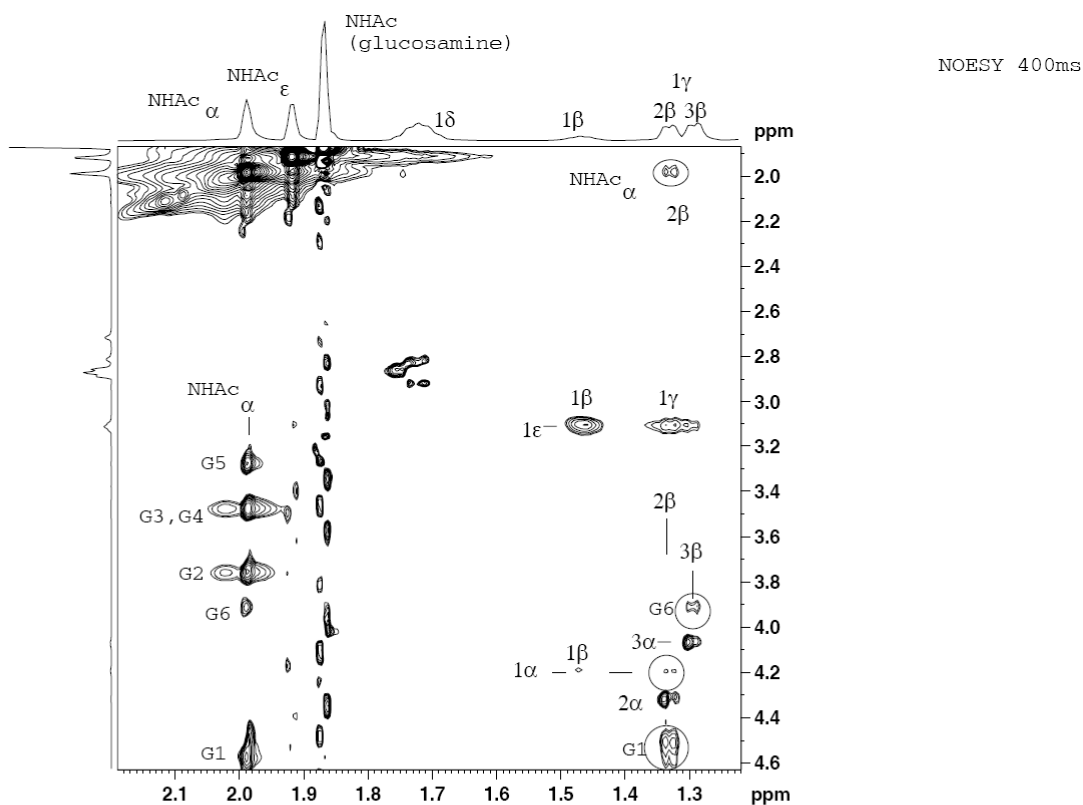 NHAc
(glucosamine)
NOESY 400ms
NHAc
ε
NHAc
α
1δ
1β
1γ
2β 3β
ppm
2.0
2.2
2.4
2.6
2.8
3.0
3.2
3.4
3.6
3.8
4.0
4.2
4.4
4.6
NHAc
α
2β
NHAc
α
1β
1γ
1ε
G5
G3,G4
2β
G2
3β
G6
G6
3α
1β
1α
2α
G1
G1
2.1 2.0 1.9 1.8 1.7 1.6 1.5 1.4 1.3 ppm